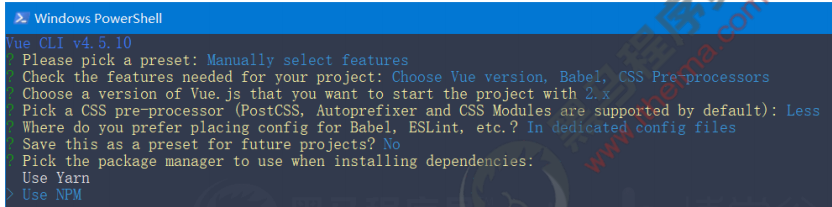 Windows PowerShell
Vue CLI v4.5.10
? Please pick a preset: Manually select features
? Check the features needed for your project: Choose Vue version, Babel, CSS Pre-processors
? Choose a version of Vue.js that you want to start the project with 2.x
? Pick a CSS pre-processor (PostCSS, Autoprefixer and CSS Modules are supported by default): Less
? Where do you prefer placing config for Babel, ESLint, etc.? In dedicated config files
? Save this as a preset for future projects? No
? Pick the package manager to use when installing dependencies:
Use Yarn
> Use NPM